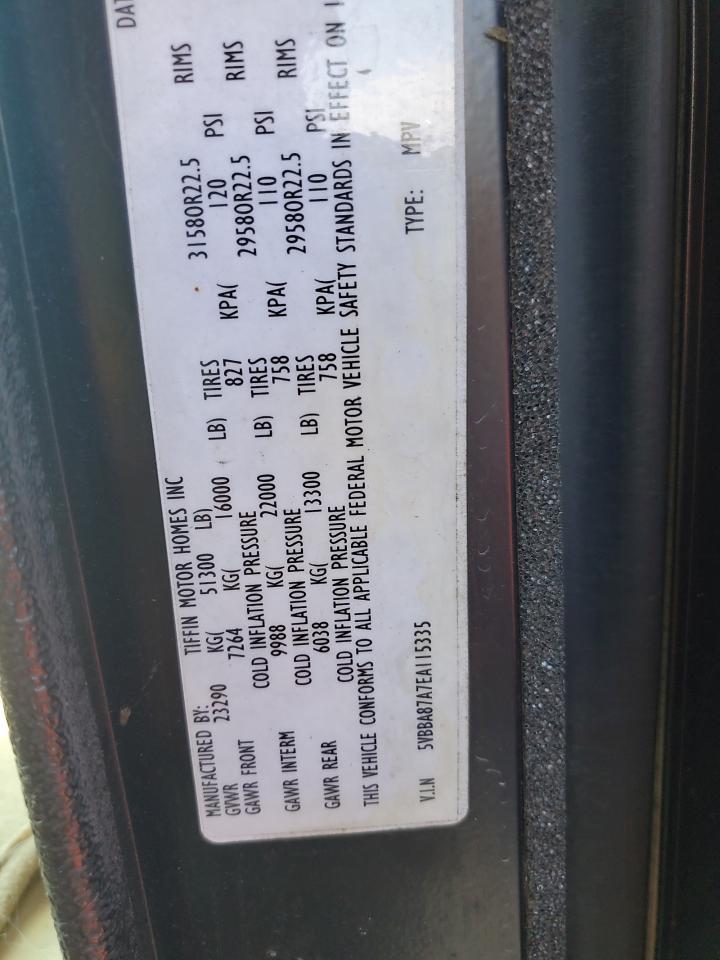 DAT
MANUFACTURED BY: TIFFIN MOTOR HOMES INC
GVWR 23290 KG( 51300 LB)
GAWR FRONT 7264 KG( 16000 LB) TIRES 31580R22.5 RIMS
COLD INFLATION PRESSURE 827 KPA( 120 PSI
GAWR INTERM 9988 KG( 22000 LB) TIRES 29580R22.5 RIMS
COLD INFLATION PRESSURE 758 KPA( 110 PSI
GAWR REAR 6038 KG( 13300 LB) TIRES 29580R22.5 RIMS
COLD INFLATION PRESSURE 758 KPA( 110 PSI
THIS VEHICLE CONFORMS TO ALL APPLICABLE FEDERAL MOTOR VEHICLE SAFETY STANDARDS IN EFFECT ON
V.I.N 5VBBA87A7EA115335 TYPE: MPV